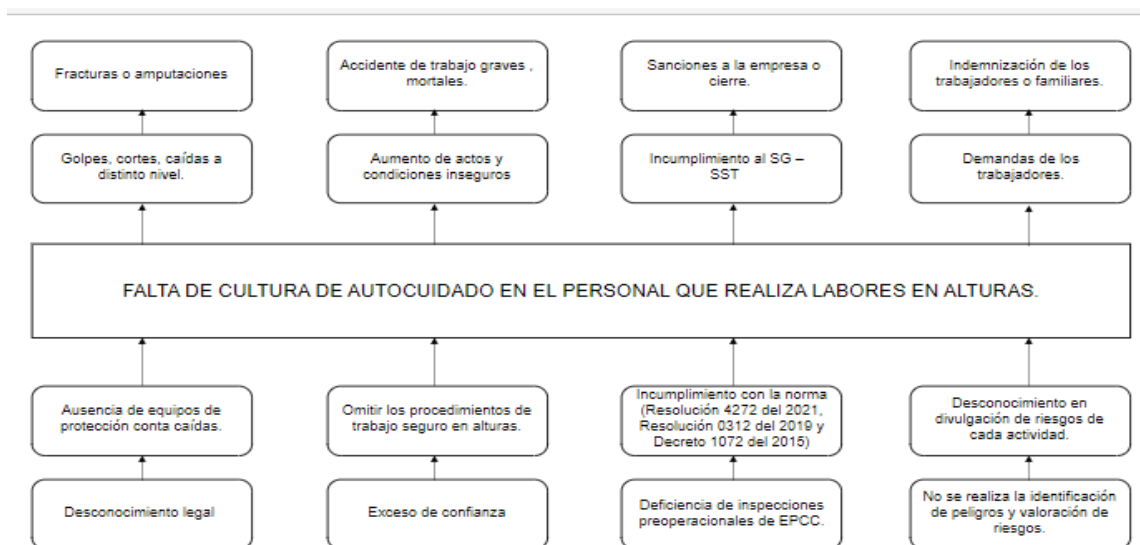 Fracturas o amputaciones
Accidente de trabajo graves ,
mortales.
Sanciones a la empresa o
cierre.
Indemnización de los
trabajadores o familiares.
Golpes, cortes, caídas a
distinto nivel.
Aumento de actos y
condiciones inseguros
Incumplimiento al SG –
SST
Demandas de los
trabajadores.
FALTA DE CULTURA DE AUTOCUIDADO EN EL PERSONAL QUE REALIZA LABORES EN ALTURAS.
Ausencia de equipos de
protección conta caídas.
Omitir los procedimientos de
trabajo seguro en alturas.
Incumplimiento con la norma
(Resolución 4272 del 2021,
Resolución 0312 del 2019 y
Decreto 1072 del 2015)
Desconocimiento en
divulgación de riesgos de
cada actividad.
Desconocimiento legal
Exceso de confianza
Deficiencia de inspecciones
preoperacionales de EPCC.
No se realiza la identificación
de peligros y valoración de
riesgos.